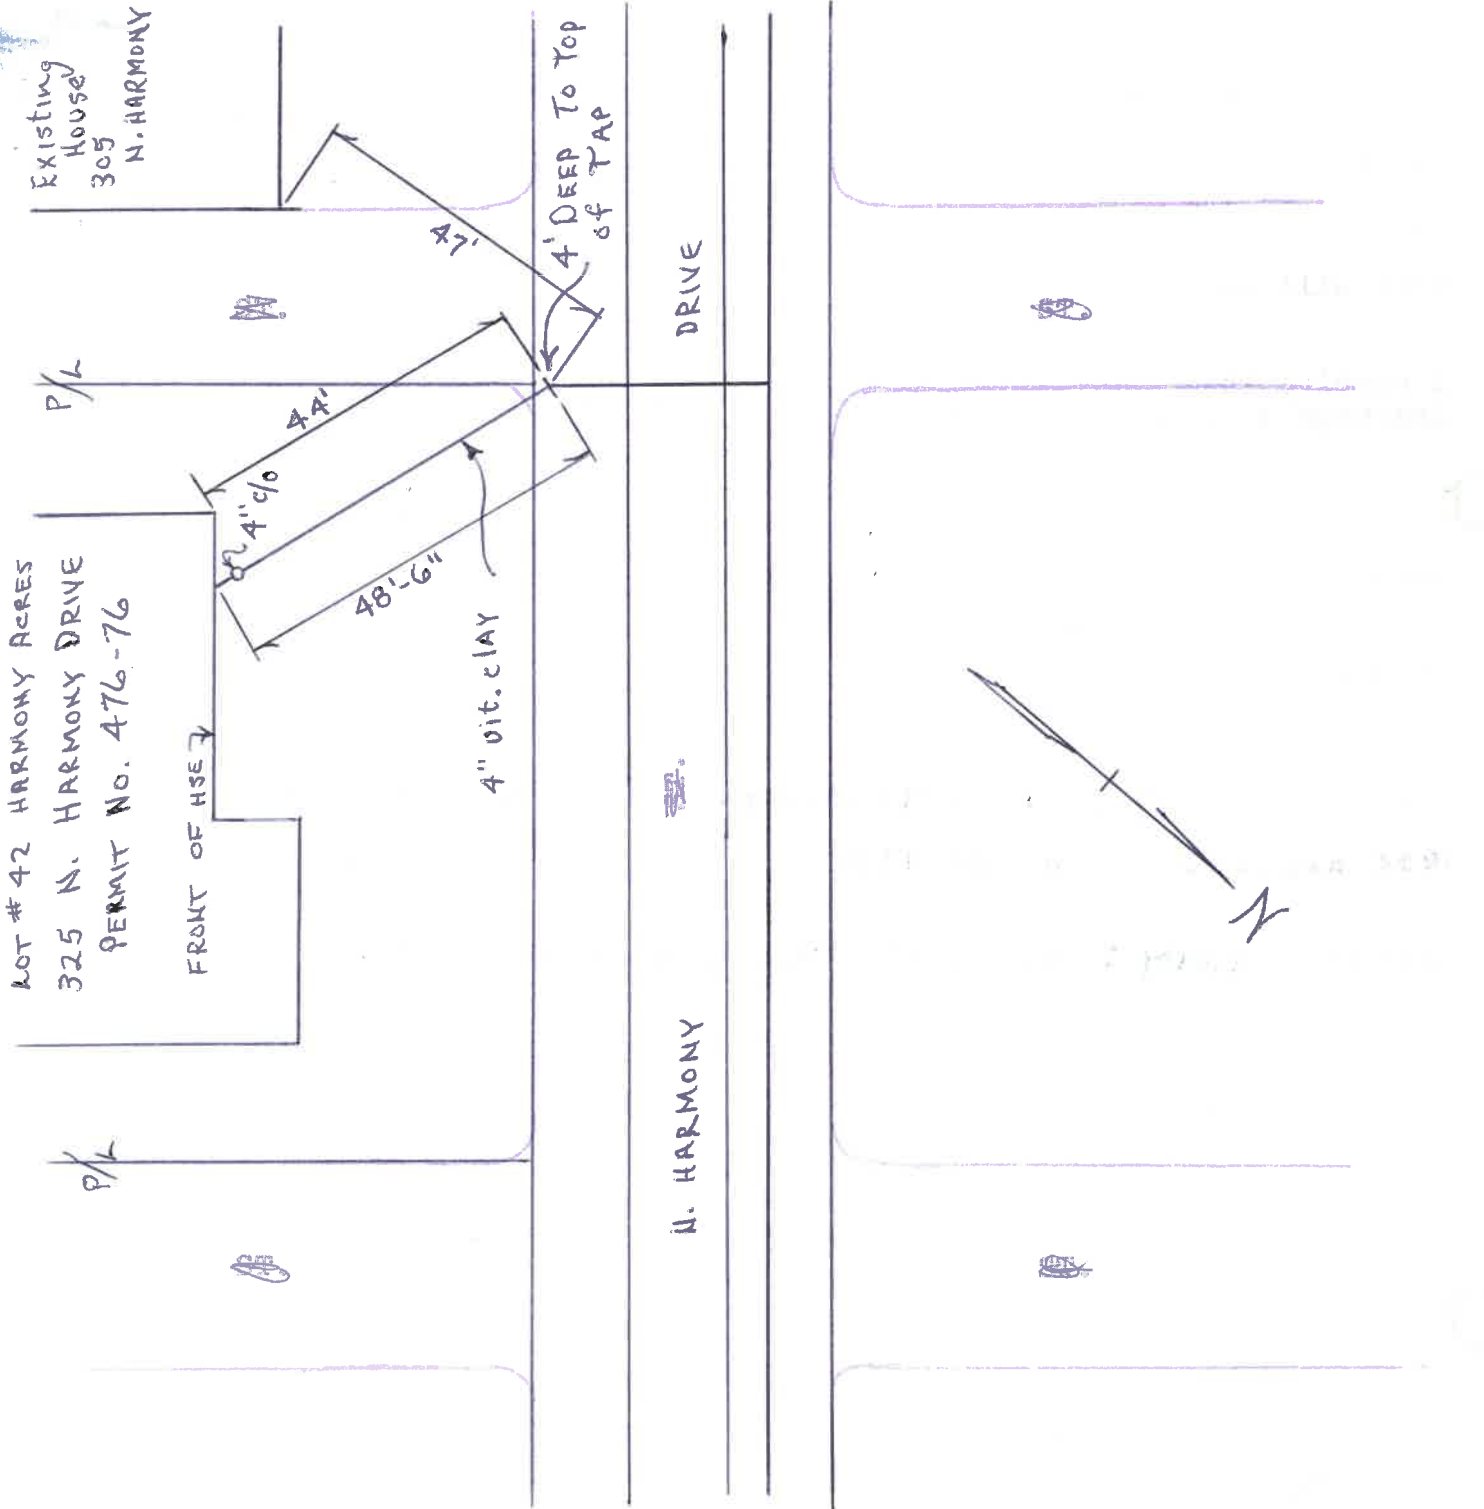 LOT # 42 HARMONY ACRES
325 N. HARMONY DRIVE
PERMIT No. 476-76
FRONT OF HSE
Existing
House
305
N. HARMONY
P/L
P/L
47'
44'
4" c/o
48'-6"
4" vit. clAY
4' DEEP To Top
of TAP
N. HARMONY DRIVE
N